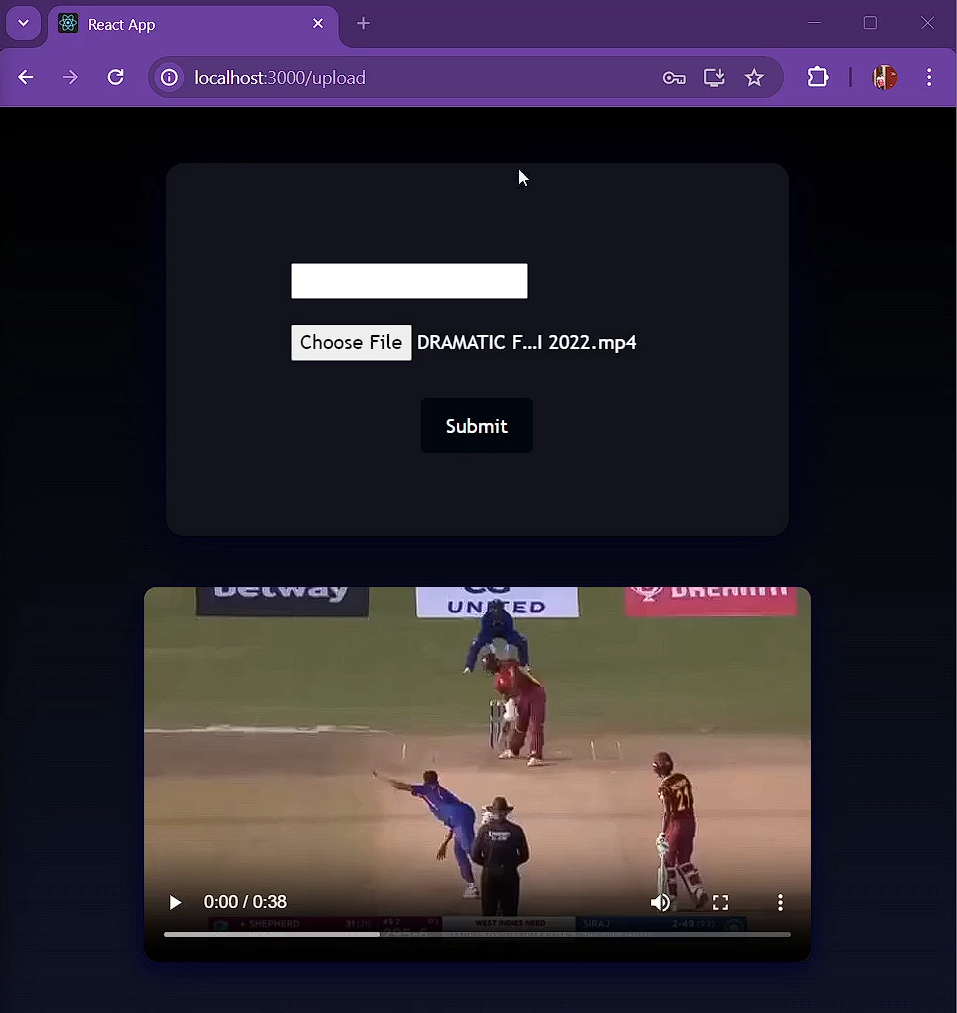 React App
localhost:3000/upload
Choose File DRAMATIC F...I 2022.mp4
Submit
betway
UNITED
DREAM11
21
0:00 / 0:38
SHEPHERD 31(21) 49.2 P3 WEST INDIES NEED SIRAJ 2-49 (9.2)